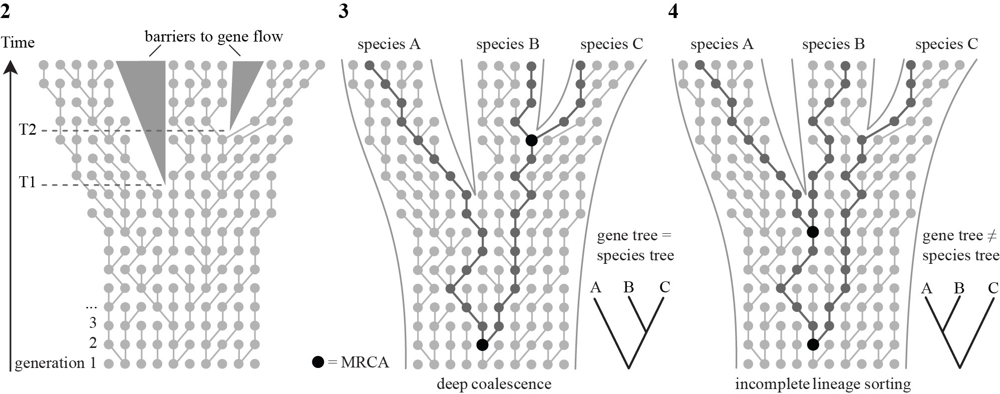 2
Time
barriers to gene flow
T2
T1
...
3
2
generation 1
3
species A
species B
species C
gene tree =
species tree
A B C
= MRCA
deep coalescence
4
species A
species B
species C
gene tree ≠
species tree
A B C
incomplete lineage sorting